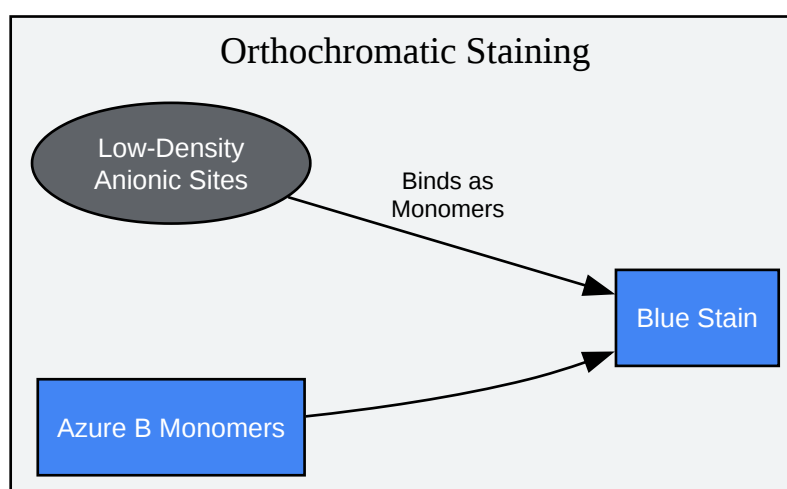 Orthochromatic Staining
Low-Density
Anionic Sites
Binds as
Monomers
Blue Stain
Azure B Monomers